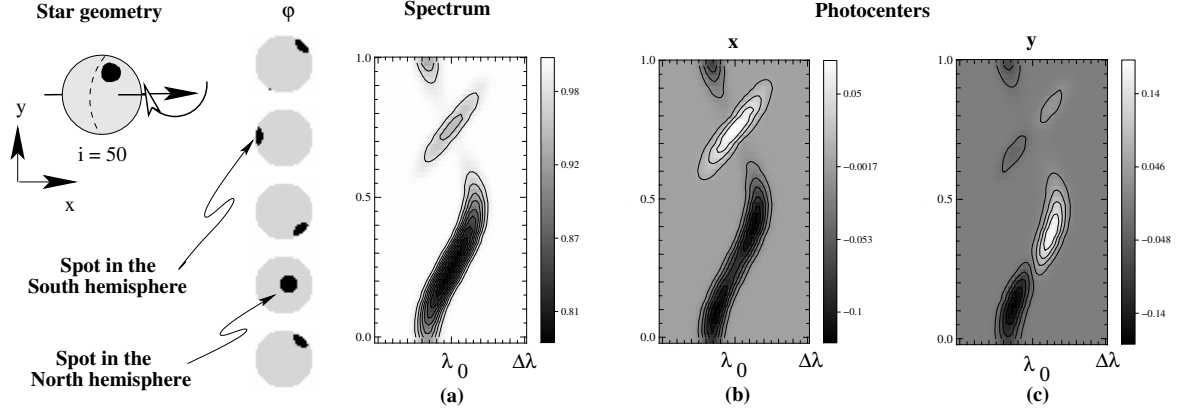 Star geometry
φ
Spectrum
Photocenters
x
y
y
x
i = 50
Spot in the
South hemisphere
Spot in the
North hemisphere
1.0
0.5
0.0
0.98
0.92
0.87
0.81
λ0
Δλ
(a)
1.0
0.5
0.0
0.05
−0.0017
−0.053
−0.1
λ0
Δλ
(b)
1.0
0.5
0.0
0.14
0.046
−0.048
−0.14
λ0
Δλ
(c)